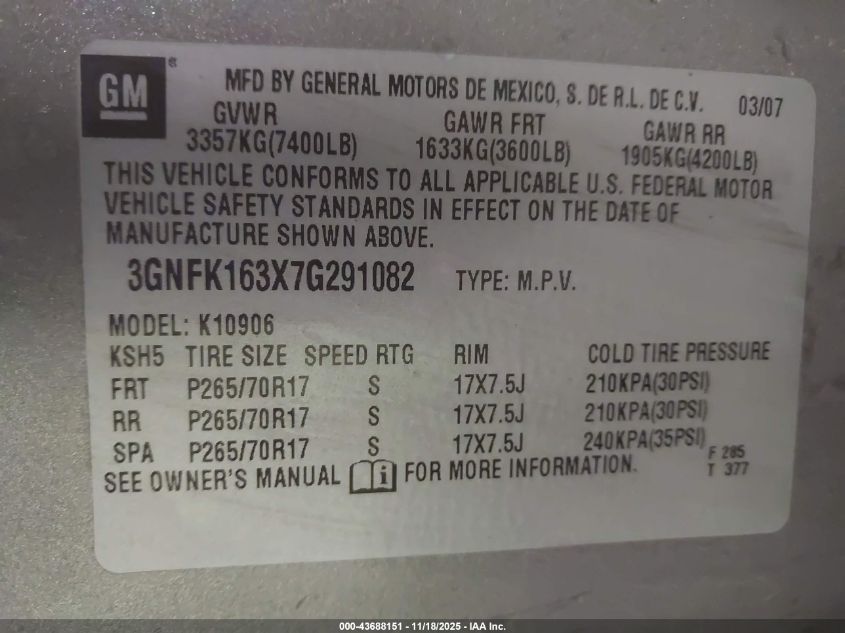 GM
MFD BY GENERAL MOTORS DE MEXICO, S. DE R.L. DE C.V. 03/07
GVWR GAWR FRT GAWR RR
3357KG(7400LB) 1633KG(3600LB) 1905KG(4200LB)
THIS VEHICLE CONFORMS TO ALL APPLICABLE U.S. FEDERAL MOTOR
VEHICLE SAFETY STANDARDS IN EFFECT ON THE DATE OF
MANUFACTURE SHOWN ABOVE.
3GNFK163X7G291082 TYPE: M.P.V.
MODEL: K10906
KSH5 TIRE SIZE SPEED RTG RIM COLD TIRE PRESSURE
FRT P265/70R17 S 17X7.5J 210KPA(30PSI)
RR P265/70R17 S 17X7.5J 210KPA(30PSI)
SPA P265/70R17 S 17X7.5J 240KPA(35PSI)
F 285
T 377
SEE OWNER'S MANUAL i FOR MORE INFORMATION.
000-43688151 - 11/18/2025 - IAA Inc.